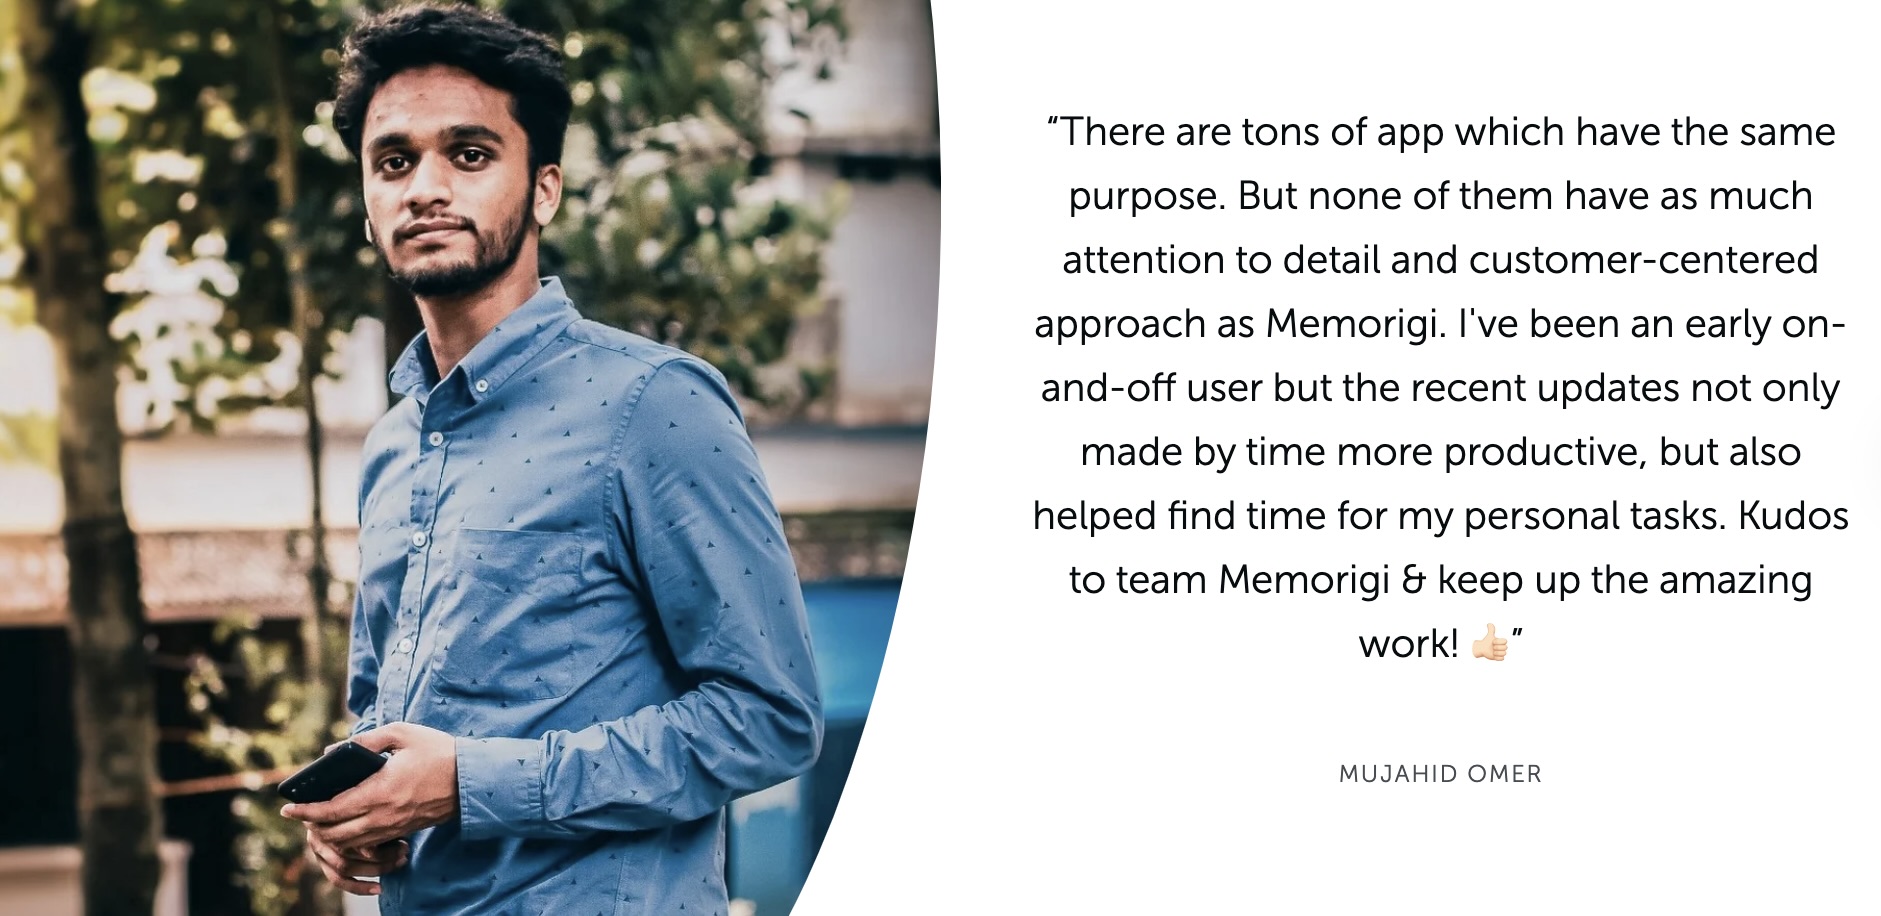 “There are tons of app which have the same
purpose. But none of them have as much
attention to detail and customer-centered
approach as Memorigi. I've been an early on-
and-off user but the recent updates not only
made by time more productive, but also
helped find time for my personal tasks. Kudos
to team Memorigi & keep up the amazing
work! 👍🏻”
MUJAHID OMER